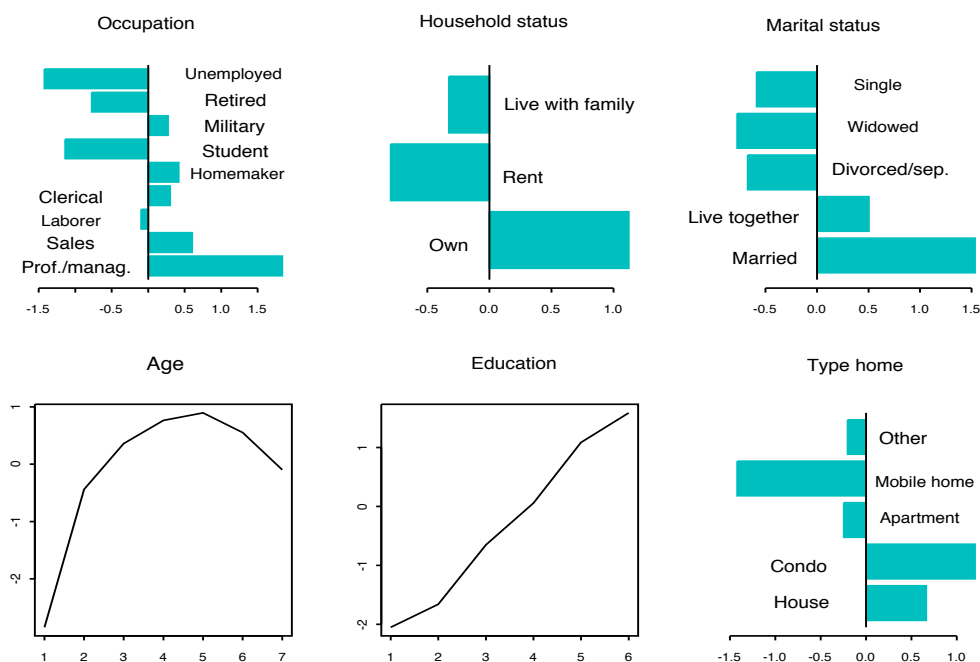 Occupation
Unemployed
Retired
Military
Student
Homemaker
Clerical
Laborer
Sales
Prof./manag.
-1.5 -0.5 0.5 1.0 1.5
Household status
Live with family
Rent
Own
-0.5 0.0 0.5 1.0
Marital status
Single
Widowed
Divorced/sep.
Live together
Married
-0.5 0.0 0.5 1.0 1.5
Age
1
0
-1
-2
1 2 3 4 5 6 7
Education
1
0
-1
-2
1 2 3 4 5 6
Type home
Other
Mobile home
Apartment
Condo
House
-1.5 -1.0 -0.5 0.0 0.5 1.0